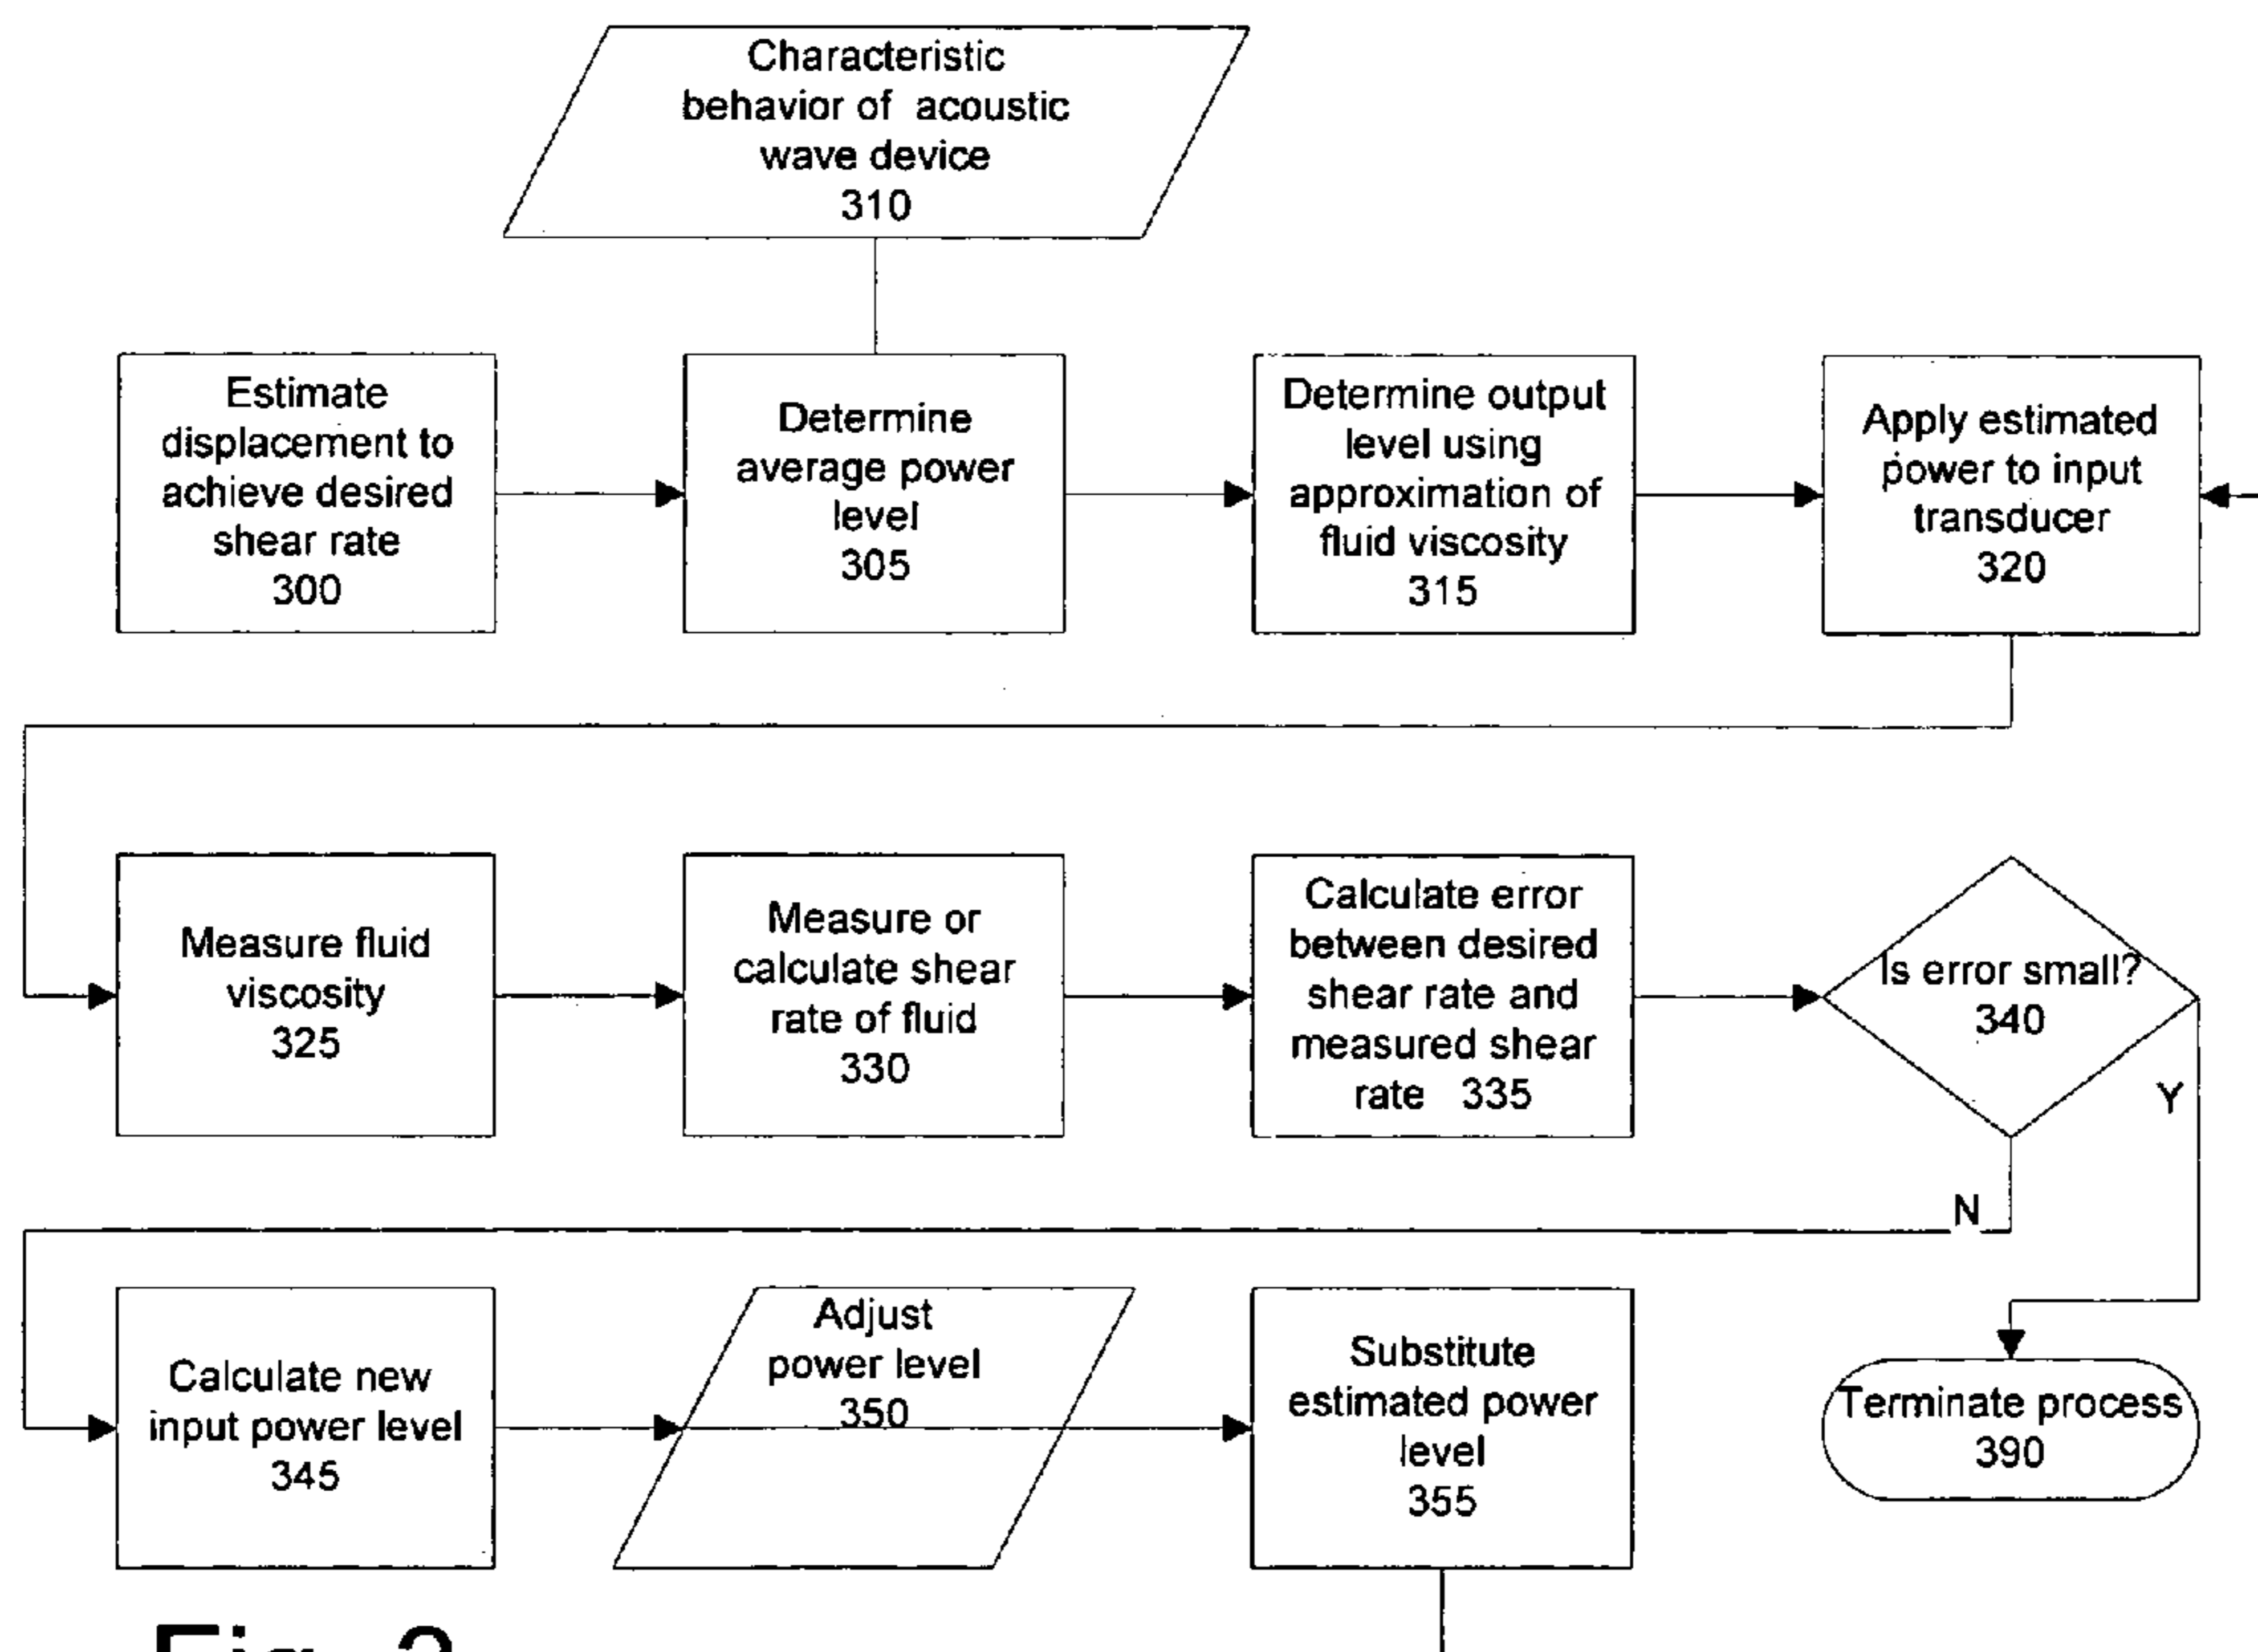 Characteristic
behavior of acoustic
wave device
310
Estimate
displacement to
achieve desired
shear rate
300
Determine
average power
level
305
Determine output
level using
approximation of
fluid viscosity
315
Apply estimated
power to input
transducer
320
Measure fluid
viscosity
325
Measure or
calculate shear
rate of fluid
330
Calculate error
between desired
shear rate and
measured shear
rate 335
Is error small?
340
Y
N
Calculate new
input power level
345
Adjust
power level
350
Substitute
estimated power
level
355
Terminate process
390